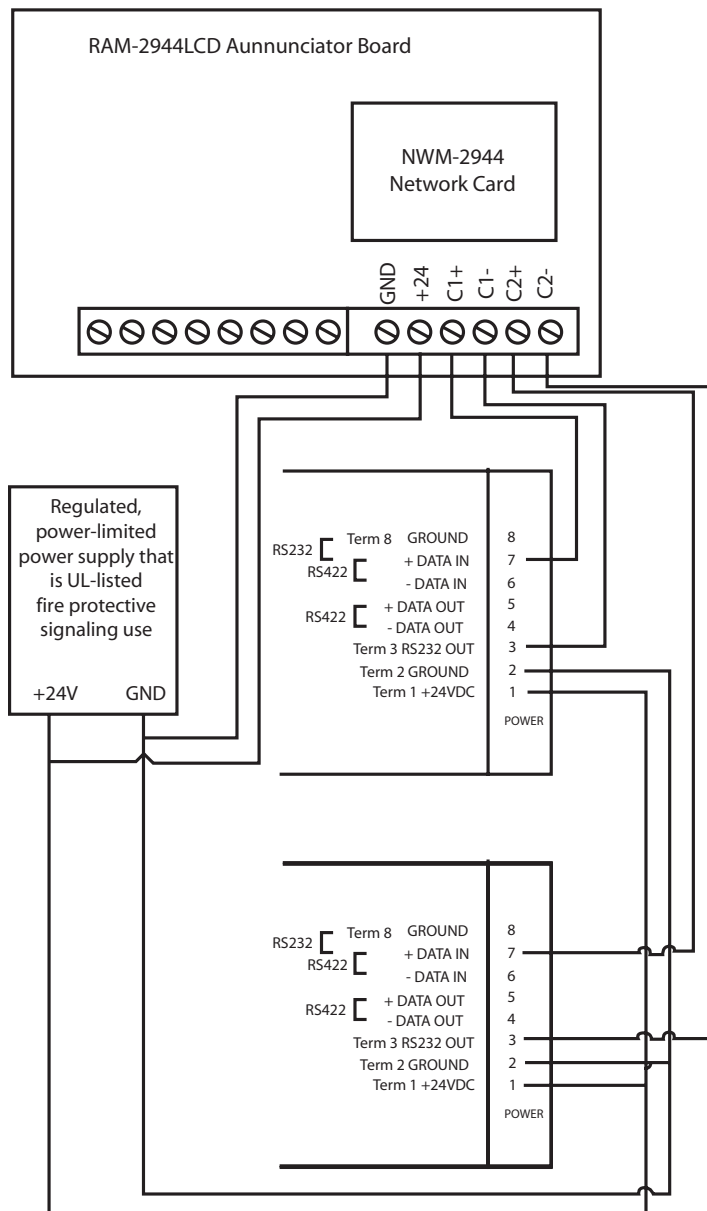 RAM-2944LCD Aunnunciator Board
NWM-2944
Network Card
GND
+24
C1+
C1-
C2+
C2-
Regulated,
power-limited
power supply that
is UL-listed
fire protective
signaling use
+24V GND
RS232 Term 8 GROUND 8
RS422 + DATA IN 7
- DATA IN 6
RS422 + DATA OUT 5
- DATA OUT 4
Term 3 RS232 OUT 3
Term 2 GROUND 2
Term 1 +24VDC 1
POWER
RS232 Term 8 GROUND 8
RS422 + DATA IN 7
- DATA IN 6
RS422 + DATA OUT 5
- DATA OUT 4
Term 3 RS232 OUT 3
Term 2 GROUND 2
Term 1 +24VDC 1
POWER